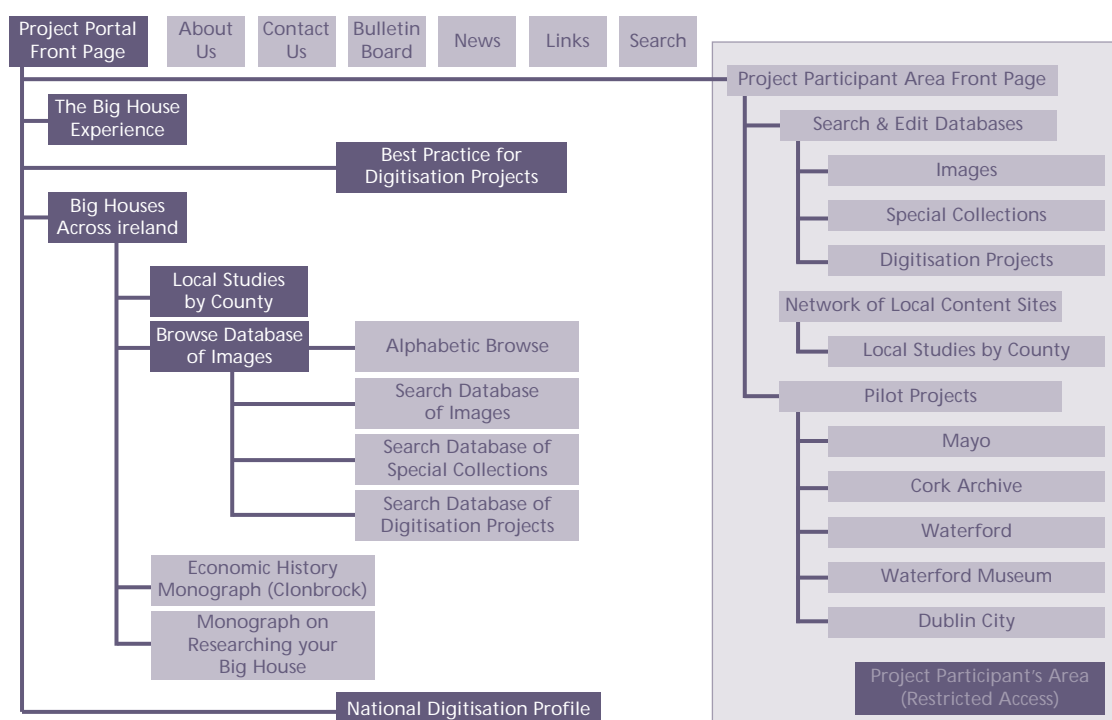 Project Portal
Front Page
About
Us
Contact
Us
Bulletin
Board
News
Links
Search
The Big House
Experience
Best Practice for
Digitisation Projects
Big Houses
Across ireland
Local Studies
by County
Browse Database
of Images
Alphabetic Browse
Search Database
of Images
Search Database of
Special Collections
Search Database of
Digitisation Projects
Economic History
Monograph (Clonbrock)
Monograph on
Researching your
Big House
National Digitisation Profile
Project Participant Area Front Page
Search & Edit Databases
Images
Special Collections
Digitisation Projects
Network of Local Content Sites
Local Studies by County
Pilot Projects
Mayo
Cork Archive
Waterford
Waterford Museum
Dublin City
Project Participant's Area
(Restricted Access)